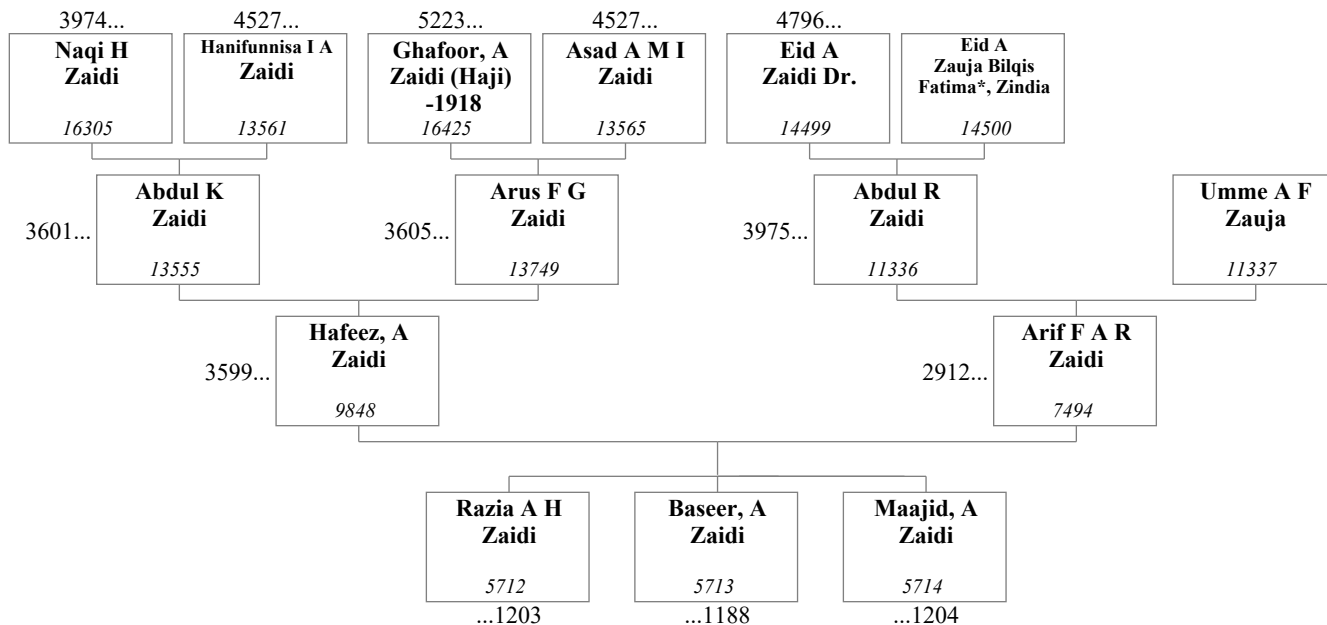 3974...
4527...
5223...
4527...
4796...
Naqi H
Zaidi
16305
Hanifunnisa I A
Zaidi
13561
Ghafoor, A
Zaidi (Haji)
-1918
16425
Asad A M I
Zaidi
13565
Eid A
Zaidi Dr.
14499
Eid A
Zauja Bilqis
Fatima*, Zindia
14500
3601...
Abdul K
Zaidi
13555
3605...
Arus F G
Zaidi
13749
3975...
Abdul R
Zaidi
11336
Umme A F
Zauja
11337
3599...
Hafeez, A
Zaidi
9848
2912...
Arif F A R
Zaidi
7494
Razia A H
Zaidi
5712
...1203
Baseer, A
Zaidi
5713
...1188
Maajid, A
Zaidi
5714
...1204